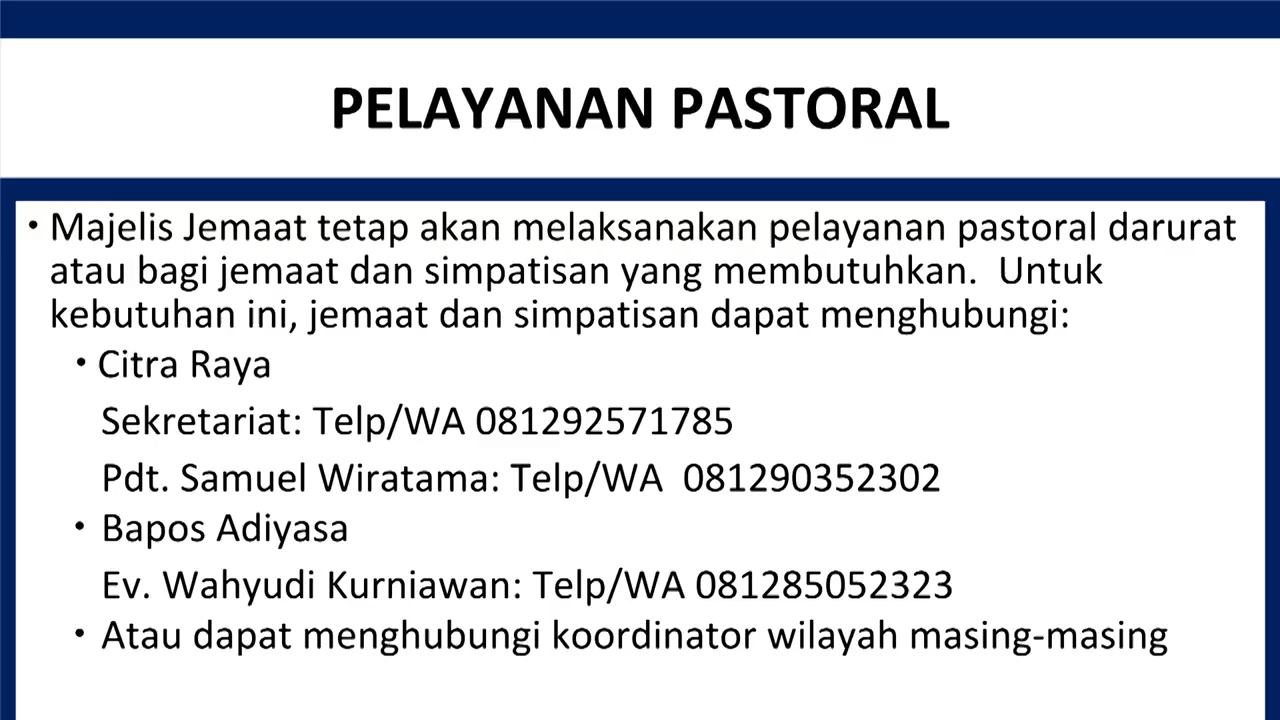 PELAYANAN PASTORAL
• Majelis Jemaat tetap akan melaksanakan pelayanan pastoral darurat
atau bagi jemaat dan simpatisan yang membutuhkan.  Untuk
kebutuhan ini, jemaat dan simpatisan dapat menghubungi:
• Citra Raya
Sekretariat: Telp/WA 081292571785
Pdt. Samuel Wiratama: Telp/WA  081290352302
• Bapos Adiyasa
Ev. Wahyudi Kurniawan: Telp/WA 081285052323
• Atau dapat menghubungi koordinator wilayah masing-masing